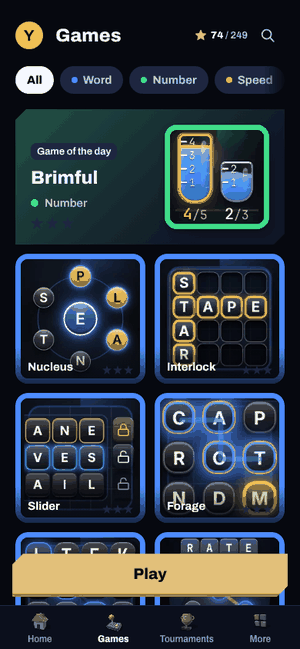 Y Games 74 / 249
All Word Number Speed
Game of the day
Brimful
Number
4 3 2 1
2 1
4/5 2/3
P
S L
E
T A
N
Nucleus
S
T A P E
A
R
Interlock
A N E
V E S
A I L
Slider
C A P
R O T
N D M
Forage
R A T E
Play
Home Games Tournaments More